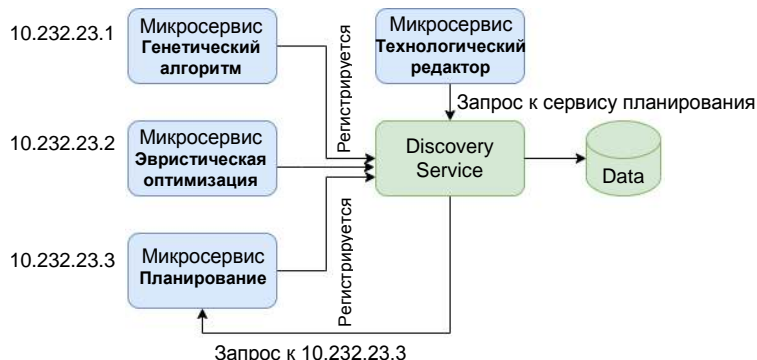 10.232.23.1
Микросервис
Генетический
алгоритм
Регистрируется
Микросервис
Технологический
редактор
Запрос к сервису планирования
10.232.23.2
Микросервис
Эвристическая
оптимизация
Discovery
Service
Data
10.232.23.3
Микросервис
Планирование
Регистрируется
Запрос к 10.232.23.3